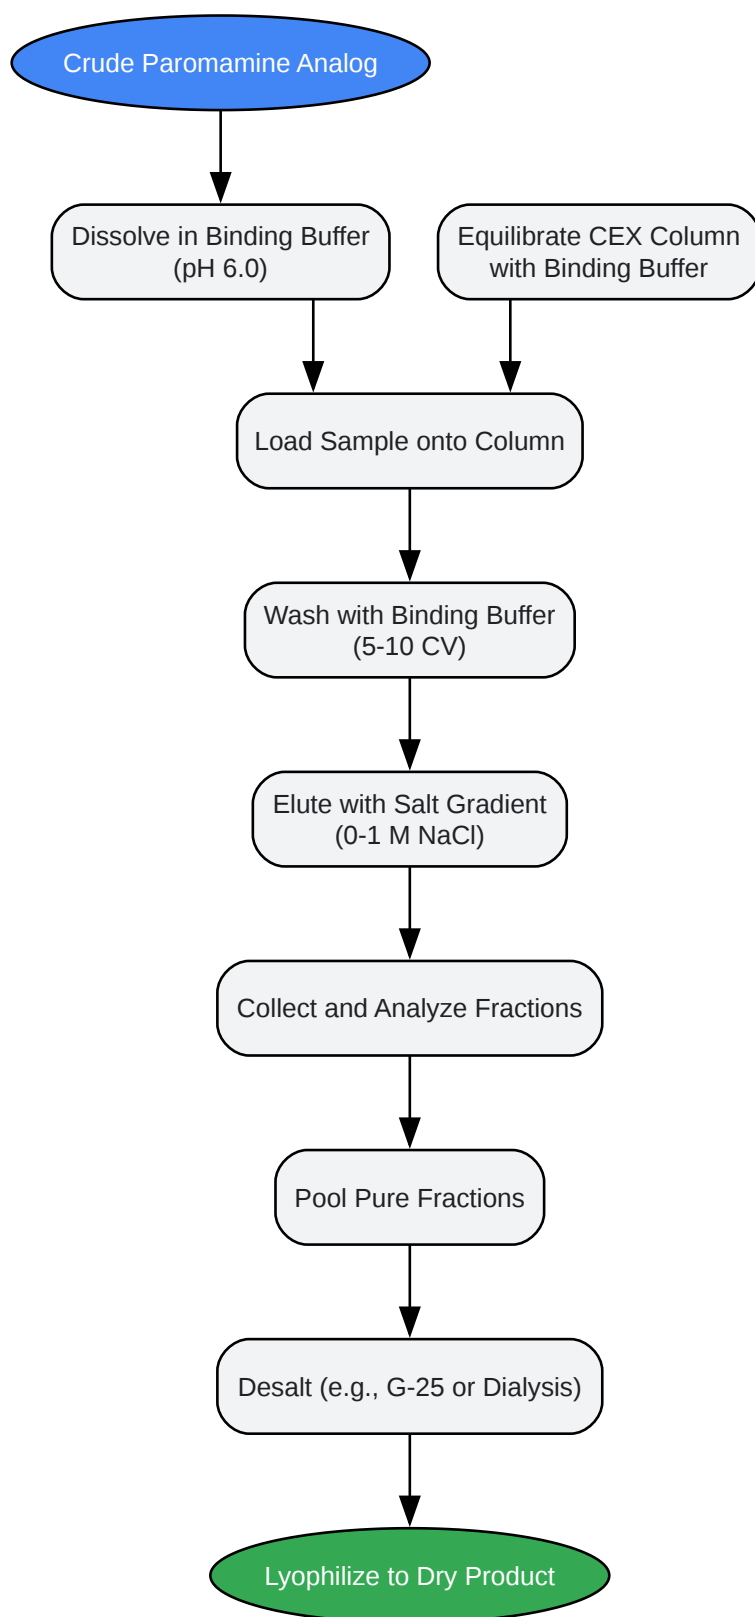 Crude Paromamine Analog
Dissolve in Binding Buffer
(pH 6.0)
Equilibrate CEX Column
with Binding Buffer
Load Sample onto Column
Wash with Binding Buffer
(5-10 CV)
Elute with Salt Gradient
(0-1 M NaCl)
Collect and Analyze Fractions
Pool Pure Fractions
Desalt (e.g., G-25 or Dialysis)
Lyophilize to Dry Product